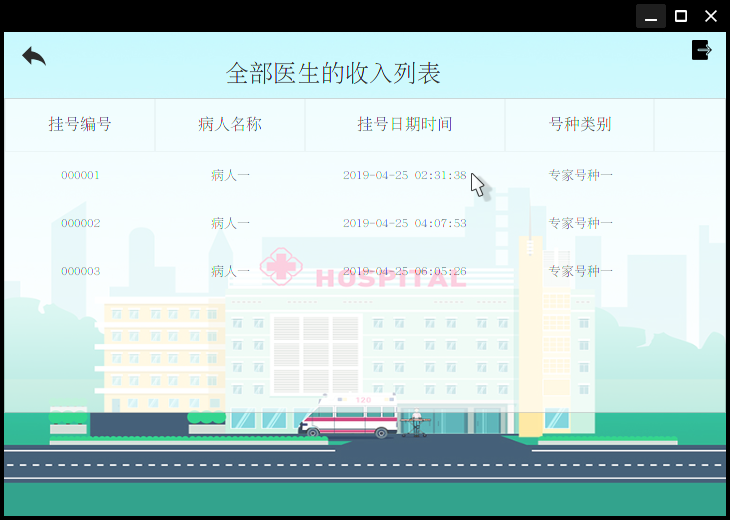 全部医生的收入列表
挂号编号 病人名称 挂号日期时间 号种类别
000001 病人一 2019-04-25 02:31:38 专家号种一
000002 病人一 2019-04-25 04:07:53 专家号种一
000003 病人一 2019-04-25 06:05:26 专家号种一
HOSPITAL
120